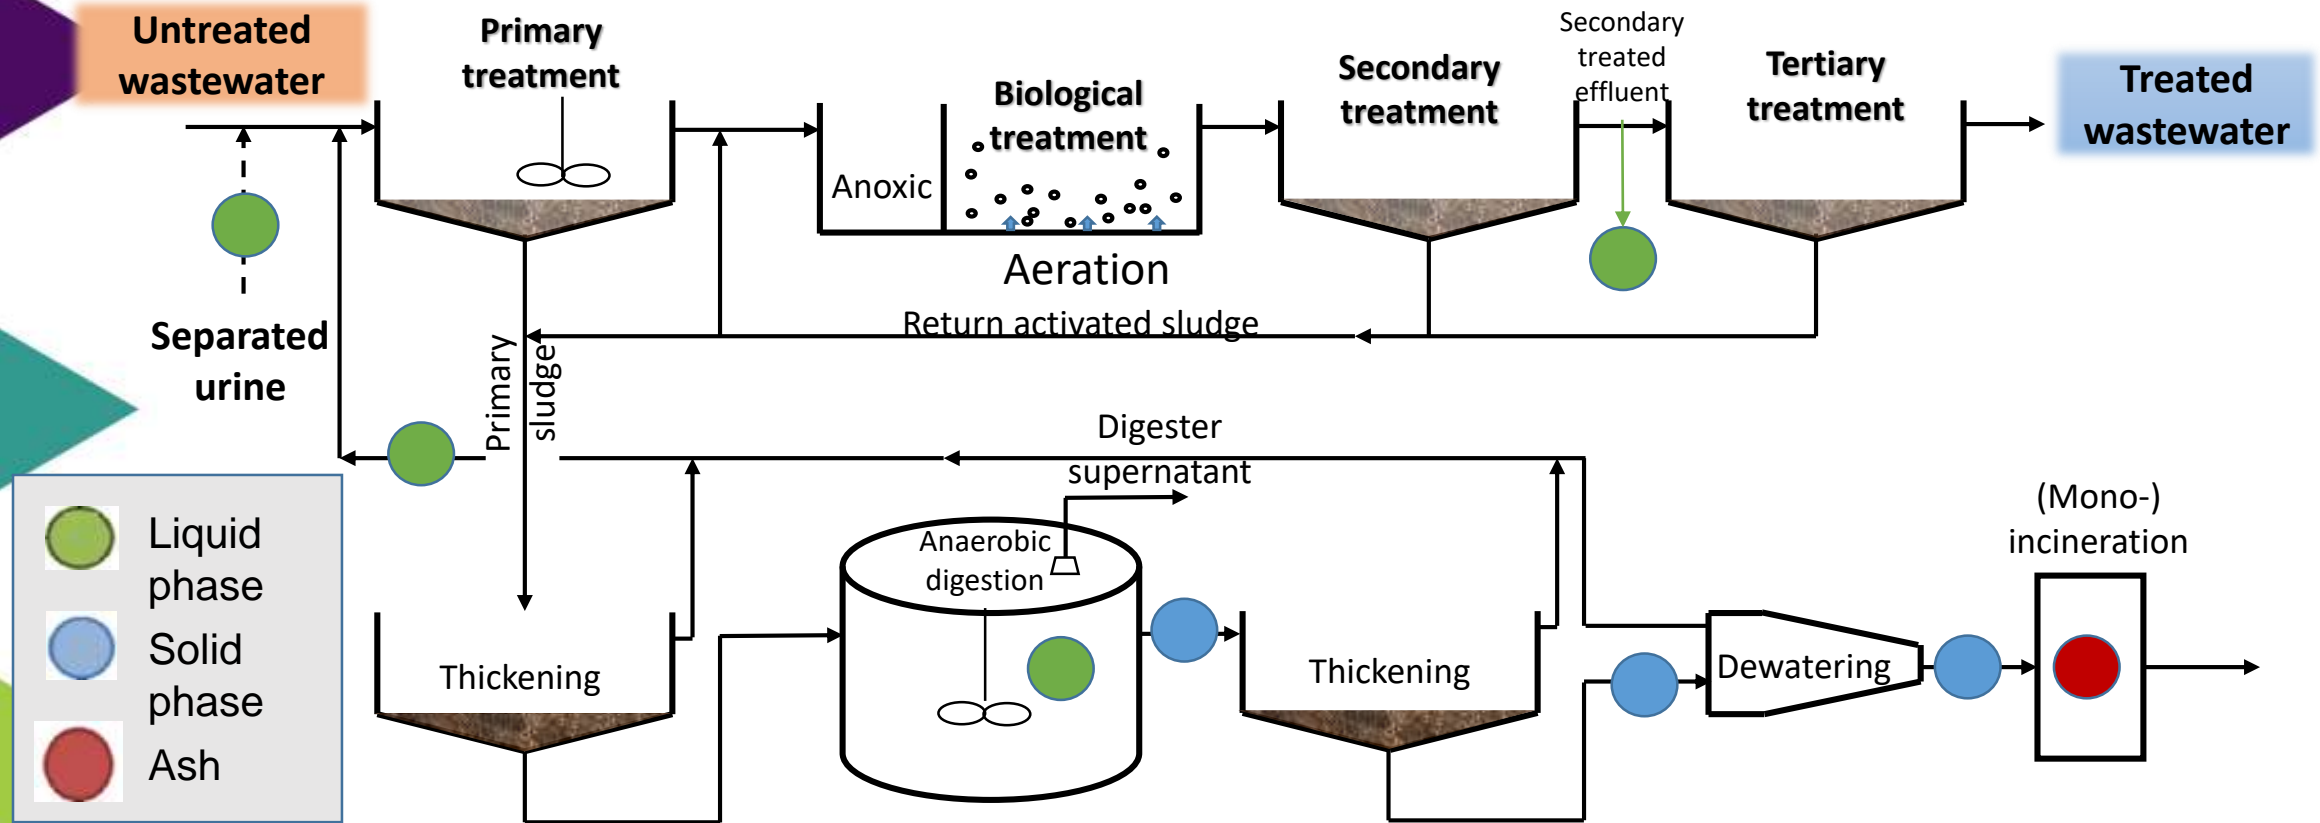 Untreated
wastewater
Primary
treatment
Biological
treatment
Anoxic
Aeration
Secondary
treatment
Secondary
treated
effluent
Tertiary
treatment
Treated
wastewater
Separated
urine
Return activated sludge
Primary
sludge
Digester
supernatant
Liquid
phase
Solid
phase
Ash
Thickening
Anaerobic
digestion
Thickening
Dewatering
(Mono-)
incineration